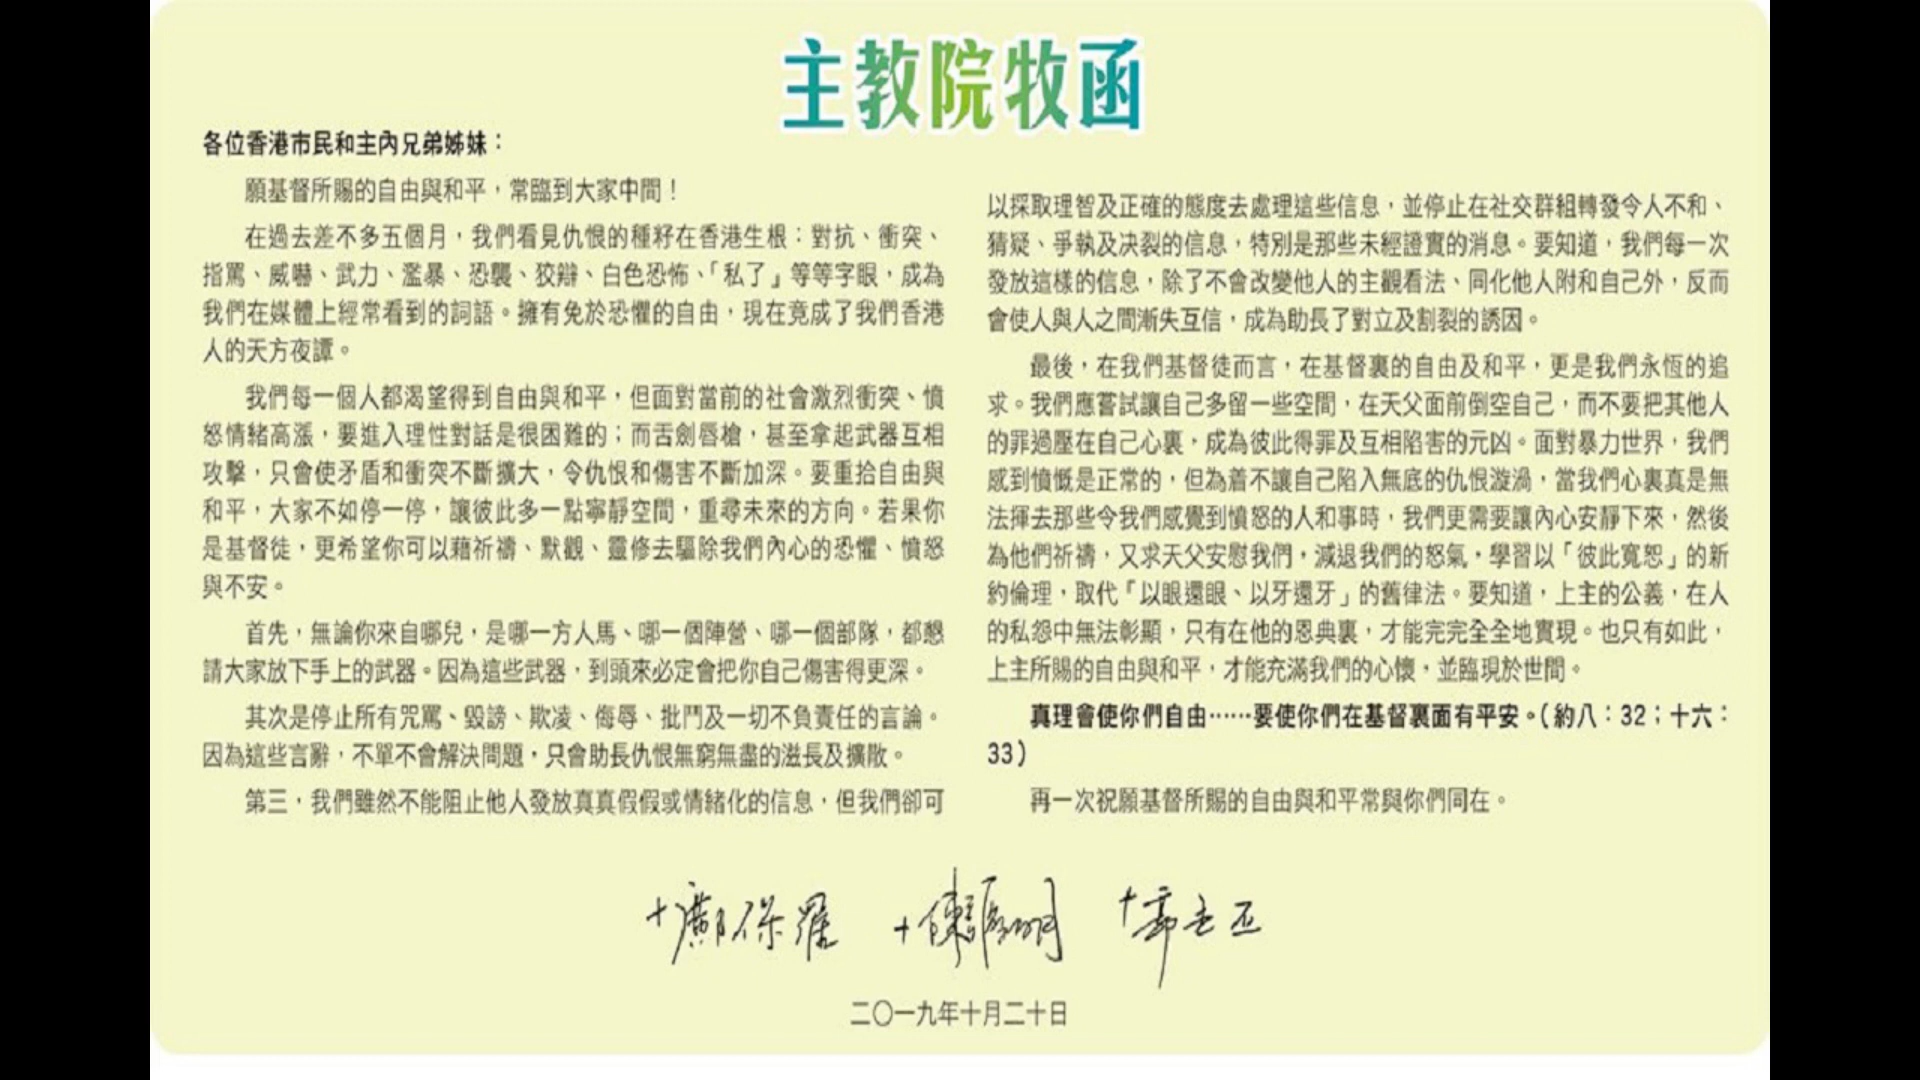 主教院牧函
各位香港市民和主內兄弟姊妹：
願基督所賜的自由與和平，常臨到大家中間！
在過去差不多五個月，我們看見仇恨的種籽在香港生根：對抗、衝突、
指罵、威嚇、武力、濫暴、恐襲、狡辯、白色恐怖、「私了」等等字眼，成為
我們在媒體上經常看到的詞語。擁有免於恐懼的自由，現在竟成了我們香港
人的天方夜譚。
我們每一個人都渴望得到自由與和平，但面對當前的社會激烈衝突、憤
怒情緒高漲，要進入理性對話是很困難的；而舌劍唇槍，甚至拿起武器互相
攻擊，只會使矛盾和衝突不斷擴大，令仇恨和傷害不斷加深。要重拾自由與
和平，大家不如停一停，讓彼此多一點寧靜空間，重尋未來的方向。若果你
是基督徒，更希望你可以藉祈禱、默觀、靈修去驅除我們內心的恐懼、憤怒
與不安。
首先，無論你來自哪兒，是哪一方人馬、哪一個陣營、哪一個部隊，都懇
請大家放下手上的武器。因為這些武器，到頭來必定會把你自己傷害得更深。
其次是停止所有咒罵、毀謗、欺凌、侮辱、批鬥及一切不負責任的言論。
因為這些言辭，不單不會解決問題，只會助長仇恨無窮無盡的滋長及擴散。
第三，我們雖然不能阻止他人發放真真假假或情緒化的信息，但我們卻可
以採取理智及正確的態度去處理這些信息，並停止在社交群組轉發令人不和、
猜疑、爭執及決裂的信息，特別是那些未經證實的消息。要知道，我們每一次
發放這樣的信息，除了不會改變他人的主觀看法、同化他人附和自己外，反而
會使人與人之間漸失互信，成為助長了對立及割裂的誘因。
最後，在我們基督徒而言，在基督裏的自由及和平，更是我們永恆的追
求。我們應嘗試讓自己多留一些空間，在天父面前倒空自己，而不要把其他人
的罪過壓在自己心裏，成為彼此得罪及互相陷害的元凶。面對暴力世界，我們
感到憤慨是正常的，但為着不讓自己陷入無底的仇恨漩渦，當我們心裏真是無
法揮去那些令我們感覺到憤怒的人和事時，我們更需要讓內心安靜下來，然後
為他們祈禱，又求天父安慰我們，減退我們的怒氣，學習以「彼此寬恕」的新
約倫理，取代「以眼還眼、以牙還牙」的舊律法。要知道，上主的公義，在人
的私怨中無法彰顯，只有在他的恩典裏，才能完完全全地實現。也只有如此，
上主所賜的自由與和平，才能充滿我們的心懷，並臨現於世間。
真理會使你們自由⋯⋯要使你們在基督裏面有平安。（約八：32；十六：
33）
再一次祝願基督所賜的自由與和平常與你們同在。
+鄺保羅 +陳謳明 +郭志丕
二〇一九年十月二十日